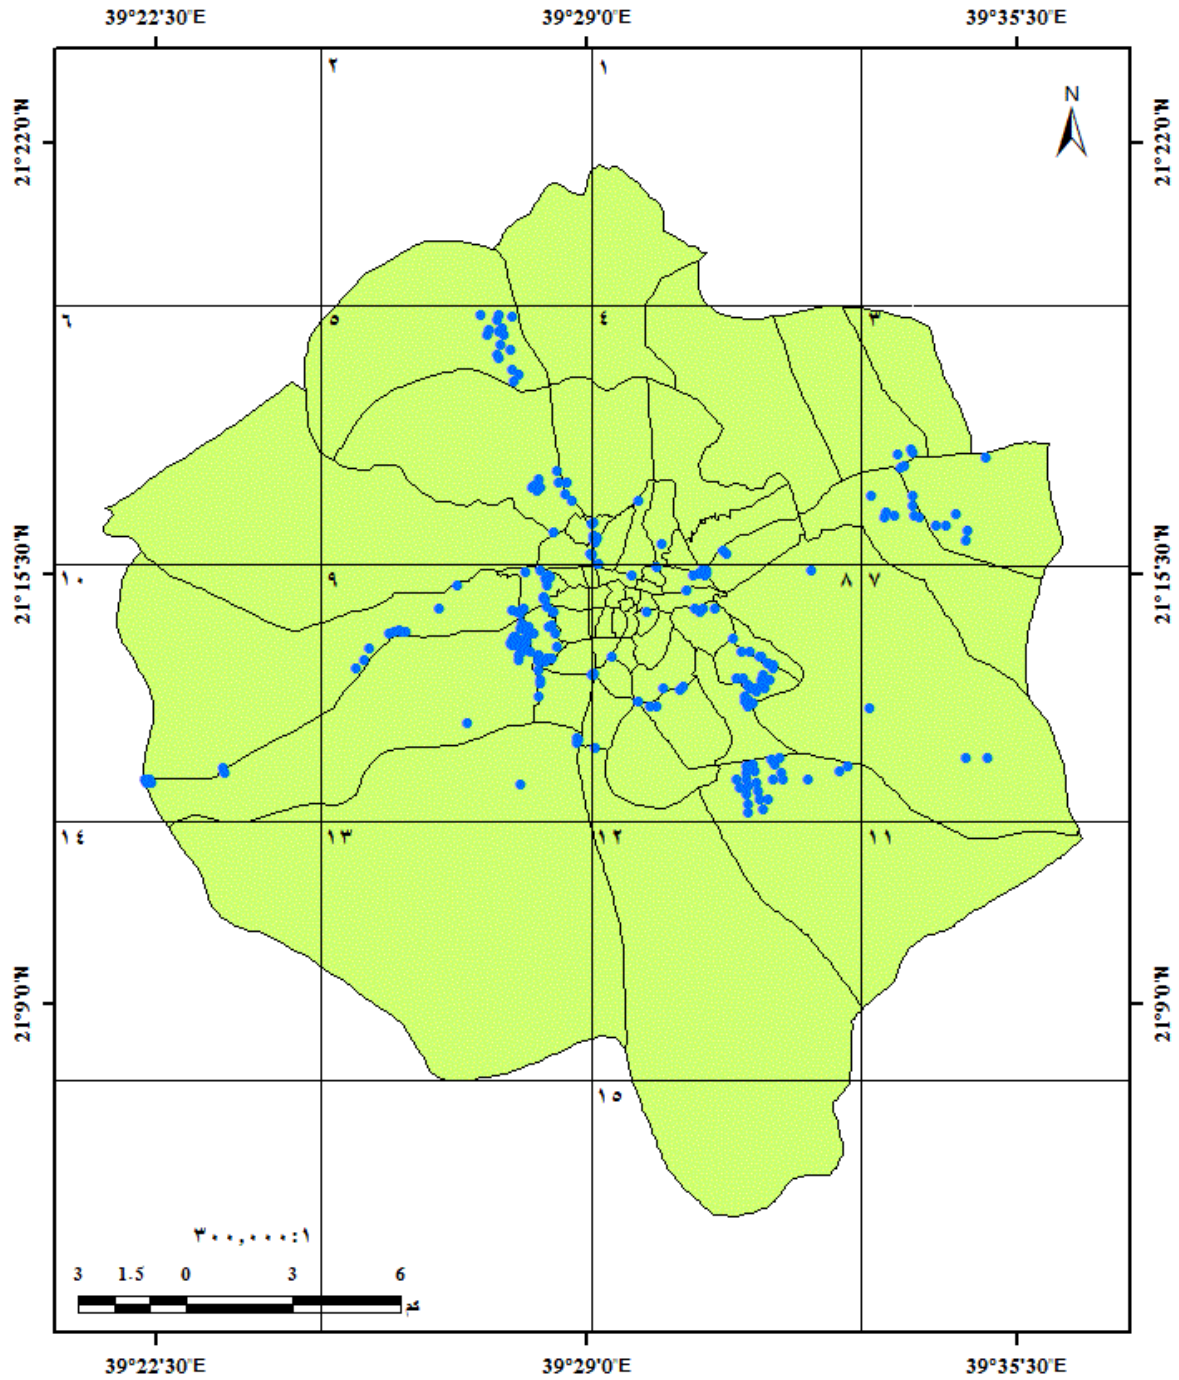 39°22'30"E 39°29'0"E 39°35'30"E
N
21°22'0"N 21°22'0"N
٢ ١
٦ ٥ ٤ ٣
21°15'30"N 21°15'30"N
١٠ ٩ ٨ ٧
21°9'0"N 21°9'0"N
١٤ ١٣ ١٢ ١١
١٥
٣٠٠,٠٠٠:١
3 1.5 0 3 6
كم
39°22'30"E 39°29'0"E 39°35'30"E